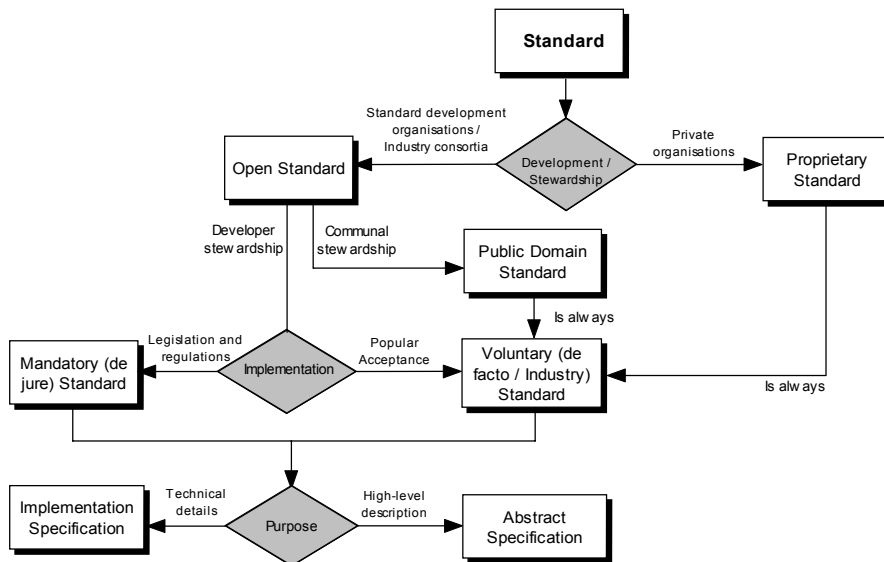 Standard
Standard development
organisations /
Industry consortia
Private
organisations
Development /
Stewardship
Open Standard
Proprietary
Standard
Developer
stewardship
Communal
stewardship
Public Domain
Standard
Is always
Legislation and
regulations
Popular
Acceptance
Mandatory (de
jure) Standard
Implementation
Voluntary (de
facto / Industry)
Standard
Is always
Implementation
Specification
Technical
details
Purpose
High-level
description
Abstract
Specification